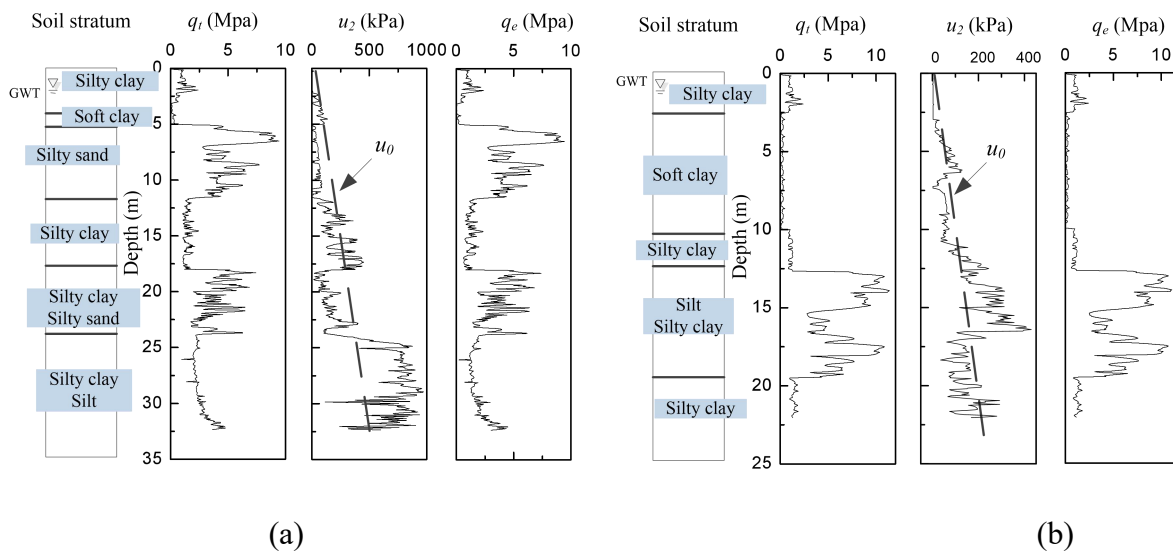 Soil stratum
qt (Mpa)
u2 (kPa)
qe (Mpa)
0 5 10
0 500 1000
0 5 10
0
5
10
15
20
25
30
35
Depth (m)
GWT
Silty clay
Soft clay
Silty sand
Silty clay
Silty clay
Silty sand
Silty clay
Silt
u0
(a)
Soil stratum
qt (Mpa)
u2 (kPa)
qe (Mpa)
0 5 10
0 200 400
0 5 10
0
5
10
15
20
25
Depth (m)
GWT
Silty clay
Soft clay
Silty clay
Silt
Silty clay
Silty clay
u0
(b)